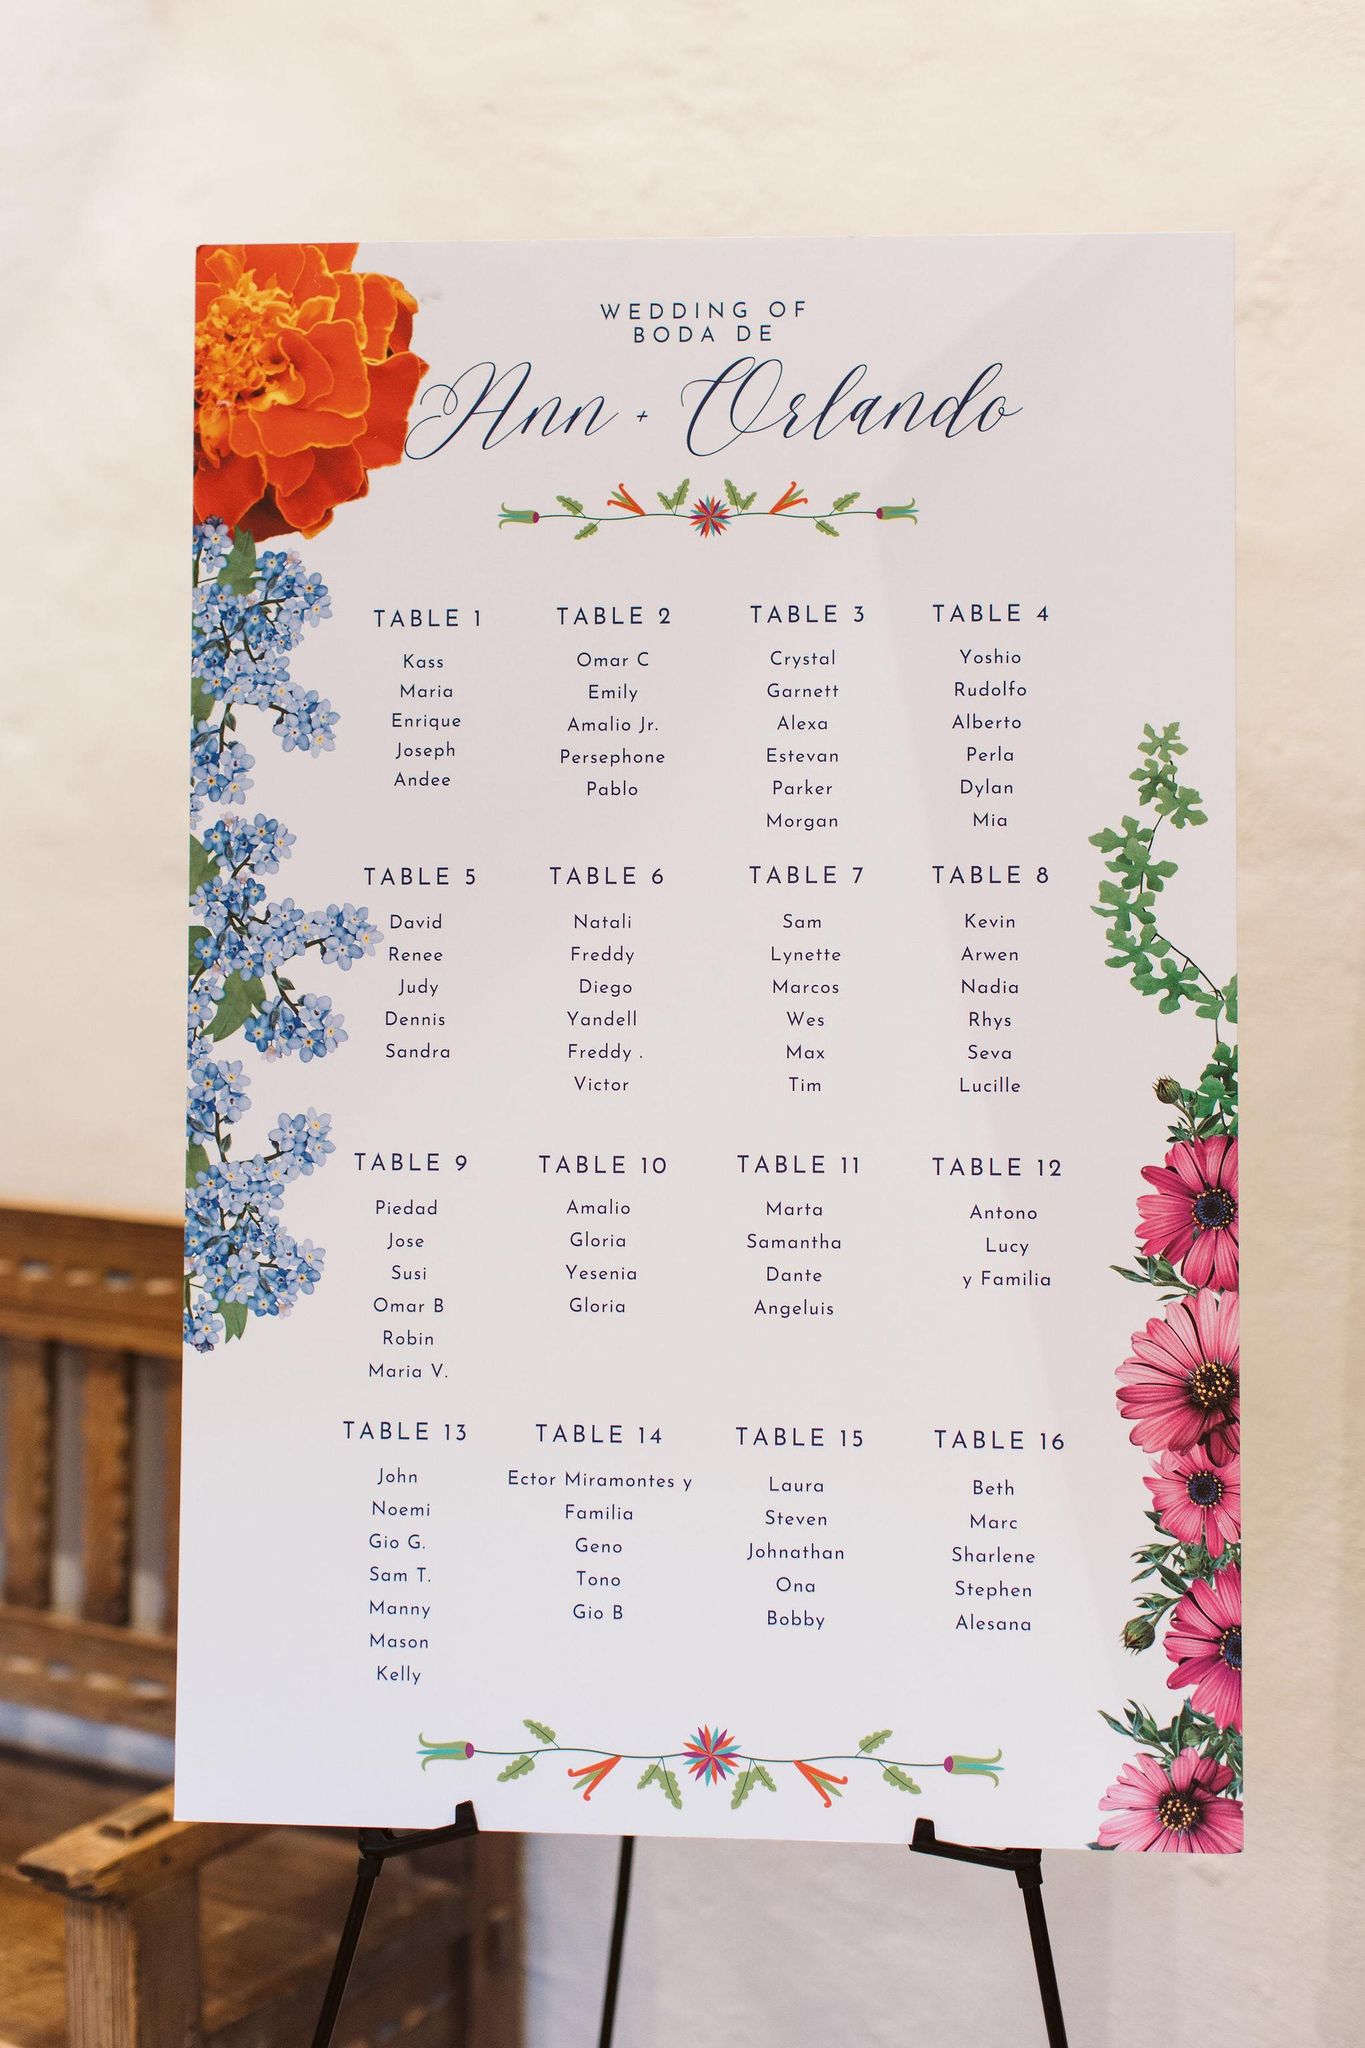 WEDDING OF
BODA DE
Ann + Orlando
TABLE 1
Kass
Maria
Enrique
Joseph
Andee
TABLE 2
Omar C
Emily
Amalio Jr.
Persephone
Pablo
TABLE 3
Crystal
Garnett
Alexa
Estevan
Parker
Morgan
TABLE 4
Yoshio
Rudolfo
Alberto
Perla
Dylan
Mia
TABLE 5
David
Renee
Judy
Dennis
Sandra
TABLE 6
Natali
Freddy
Diego
Yandell
Freddy .
Victor
TABLE 7
Sam
Lynette
Marcos
Wes
Max
Tim
TABLE 8
Kevin
Arwen
Nadia
Rhys
Seva
Lucille
TABLE 9
Piedad
Jose
Susi
Omar B
Robin
Maria V.
TABLE 10
Amalio
Gloria
Yesenia
Gloria
TABLE 11
Marta
Samantha
Dante
Angeluis
TABLE 12
Antono
Lucy
y Familia
TABLE 13
John
Noemi
Gio G.
Sam T.
Manny
Mason
Kelly
TABLE 14
Ector Miramontes y
Familia
Geno
Tono
Gio B
TABLE 15
Laura
Steven
Johnathan
Ona
Bobby
TABLE 16
Beth
Marc
Sharlene
Stephen
Alesana